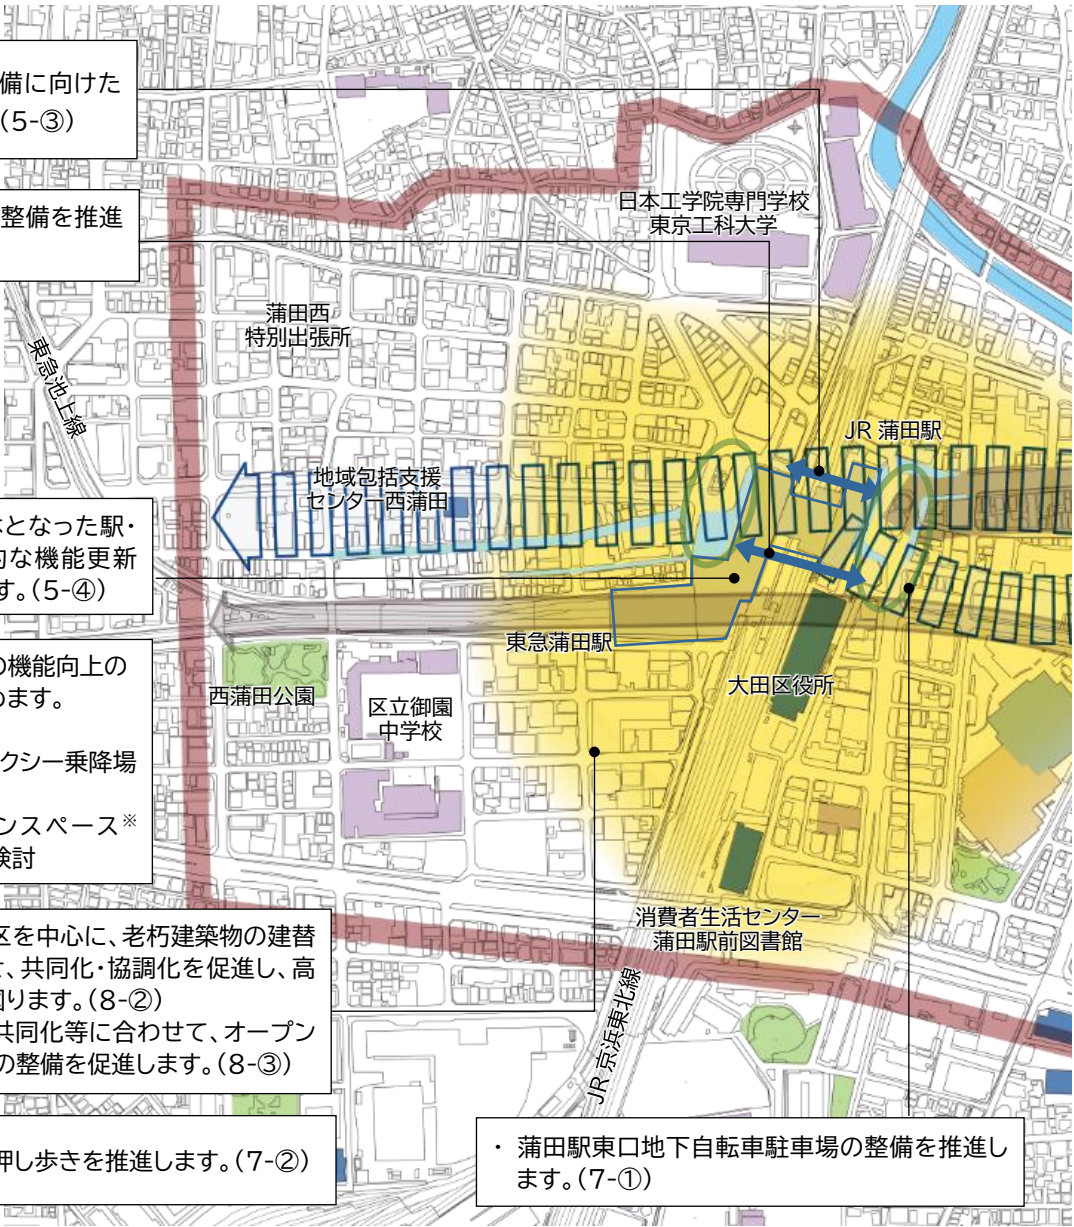 備に向けた
(5-③)
整備を推進
日本工学院専門学校
東京工科大学
蒲田西
特別出張所
東急池上線
JR 蒲田駅
地域包括支援
センター西蒲田
となった駅・
的な機能更新
す。(5-④)
東急蒲田駅
の機能向上の
めます。
クシー乗降場
ンスペース※
検討
西蒲田公園
区立御園
中学校
大田区役所
区を中心に、老朽建築物の建替
せ、共同化・協調化を促進し、高
図ります。(8-②)
共同化等に合わせて、オープン
の整備を促進します。(8-③)
消費者生活センター
蒲田駅前図書館
JR 京浜東北線
押し歩きを推進します。(7-②)
・ 蒲田駅東口地下自転車駐車場の整備を推進し
ます。(7-①)